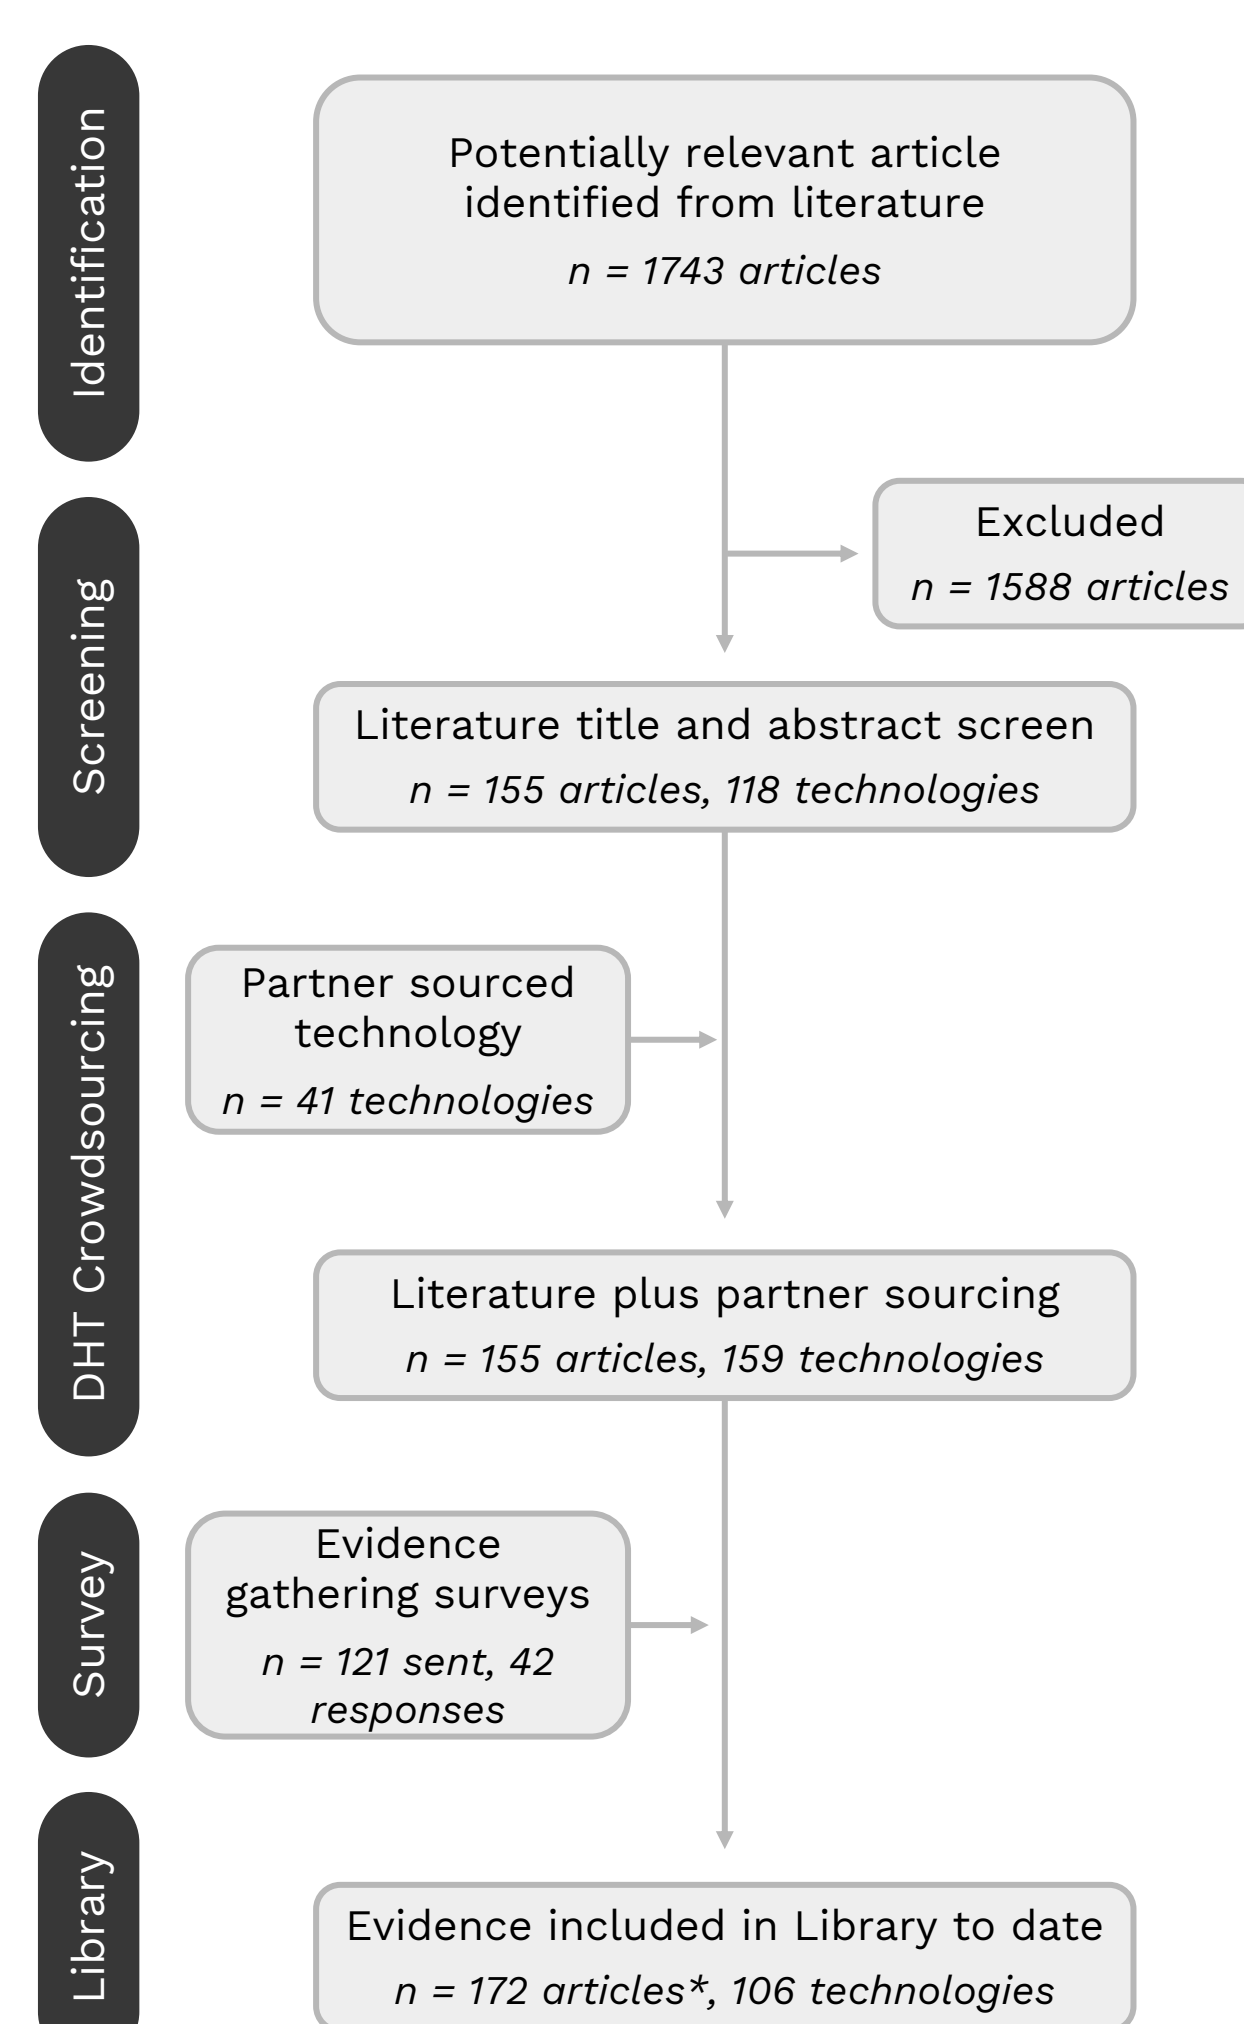 Identification
Potentially relevant article
identified from literature
n = 1743 articles
Screening
Excluded
n = 1588 articles
Literature title and abstract screen
n = 155 articles, 118 technologies
DHT Crowdsourcing
Partner sourced
technology
n = 41 technologies
Literature plus partner sourcing
n = 155 articles, 159 technologies
Survey
Evidence
gathering surveys
n = 121 sent, 42
responses
Library
Evidence included in Library to date
n = 172 articles*, 106 technologies